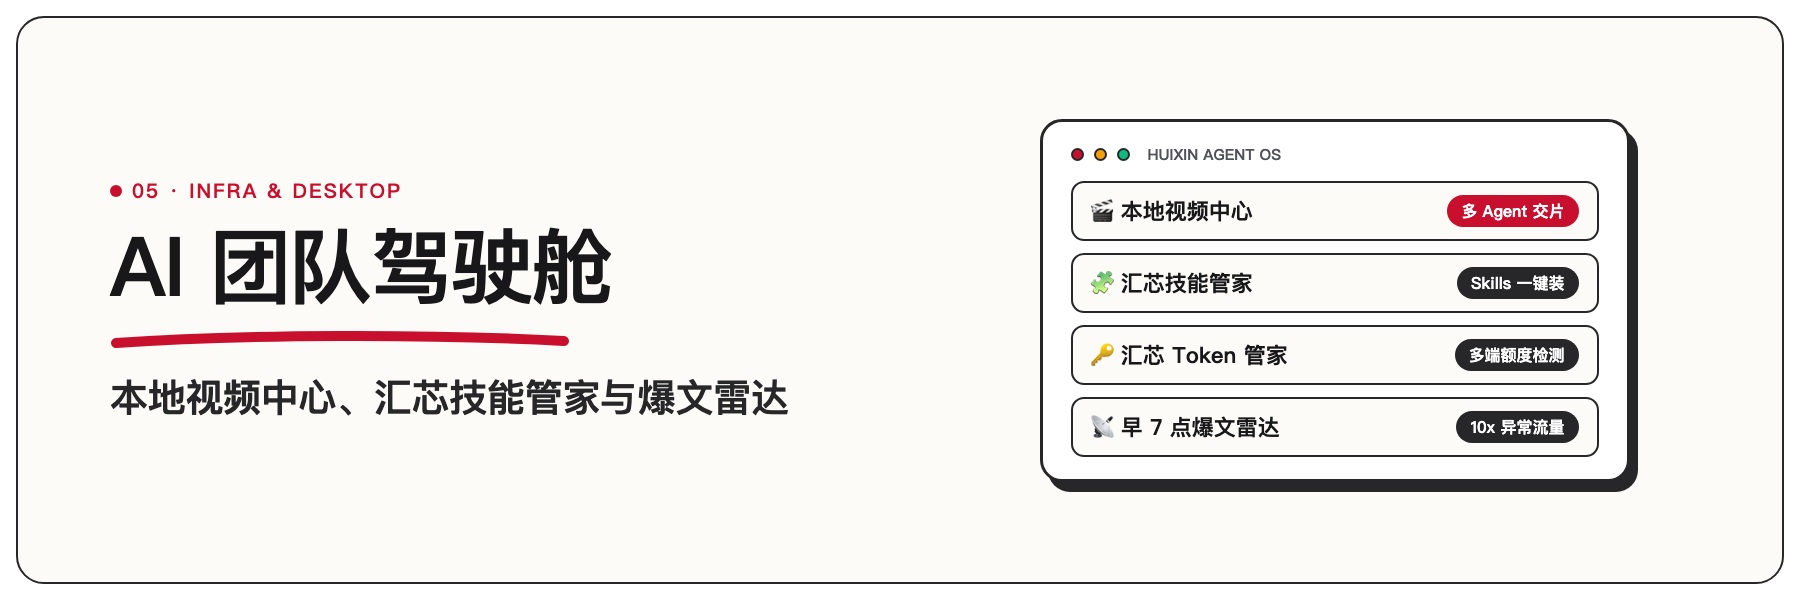 05 · INFRA & DESKTOP
AI 团队驾驶舱
本地视频中心、汇芯技能管家与爆文雷达
HUIXIN AGENT OS
本地视频中心
多 Agent 交片
汇芯技能管家
Skills 一键装
汇芯 Token 管家
多端额度检测
早 7 点爆文雷达
10x 异常流量